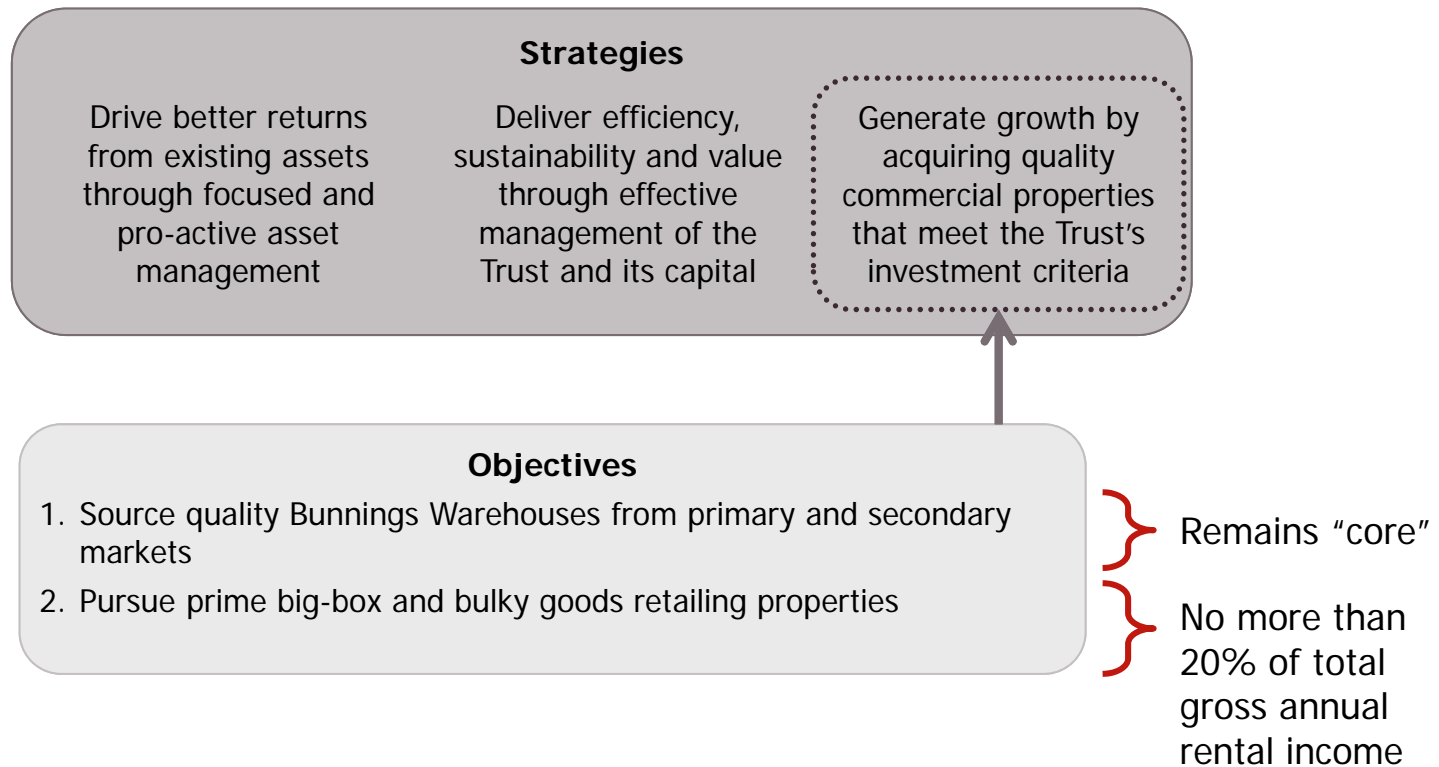 Strategies
Drive better returns
from existing assets
through focused and
pro-active asset
management
Deliver efficiency,
sustainability and value
through effective
management of the
Trust and its capital
Generate growth by
acquiring quality
commercial properties
that meet the Trust's
investment criteria
Objectives
1. Source quality Bunnings Warehouses from primary and secondary
markets
2. Pursue prime big-box and bulky goods retailing properties
Remains “core”
No more than
20% of total
gross annual
rental income